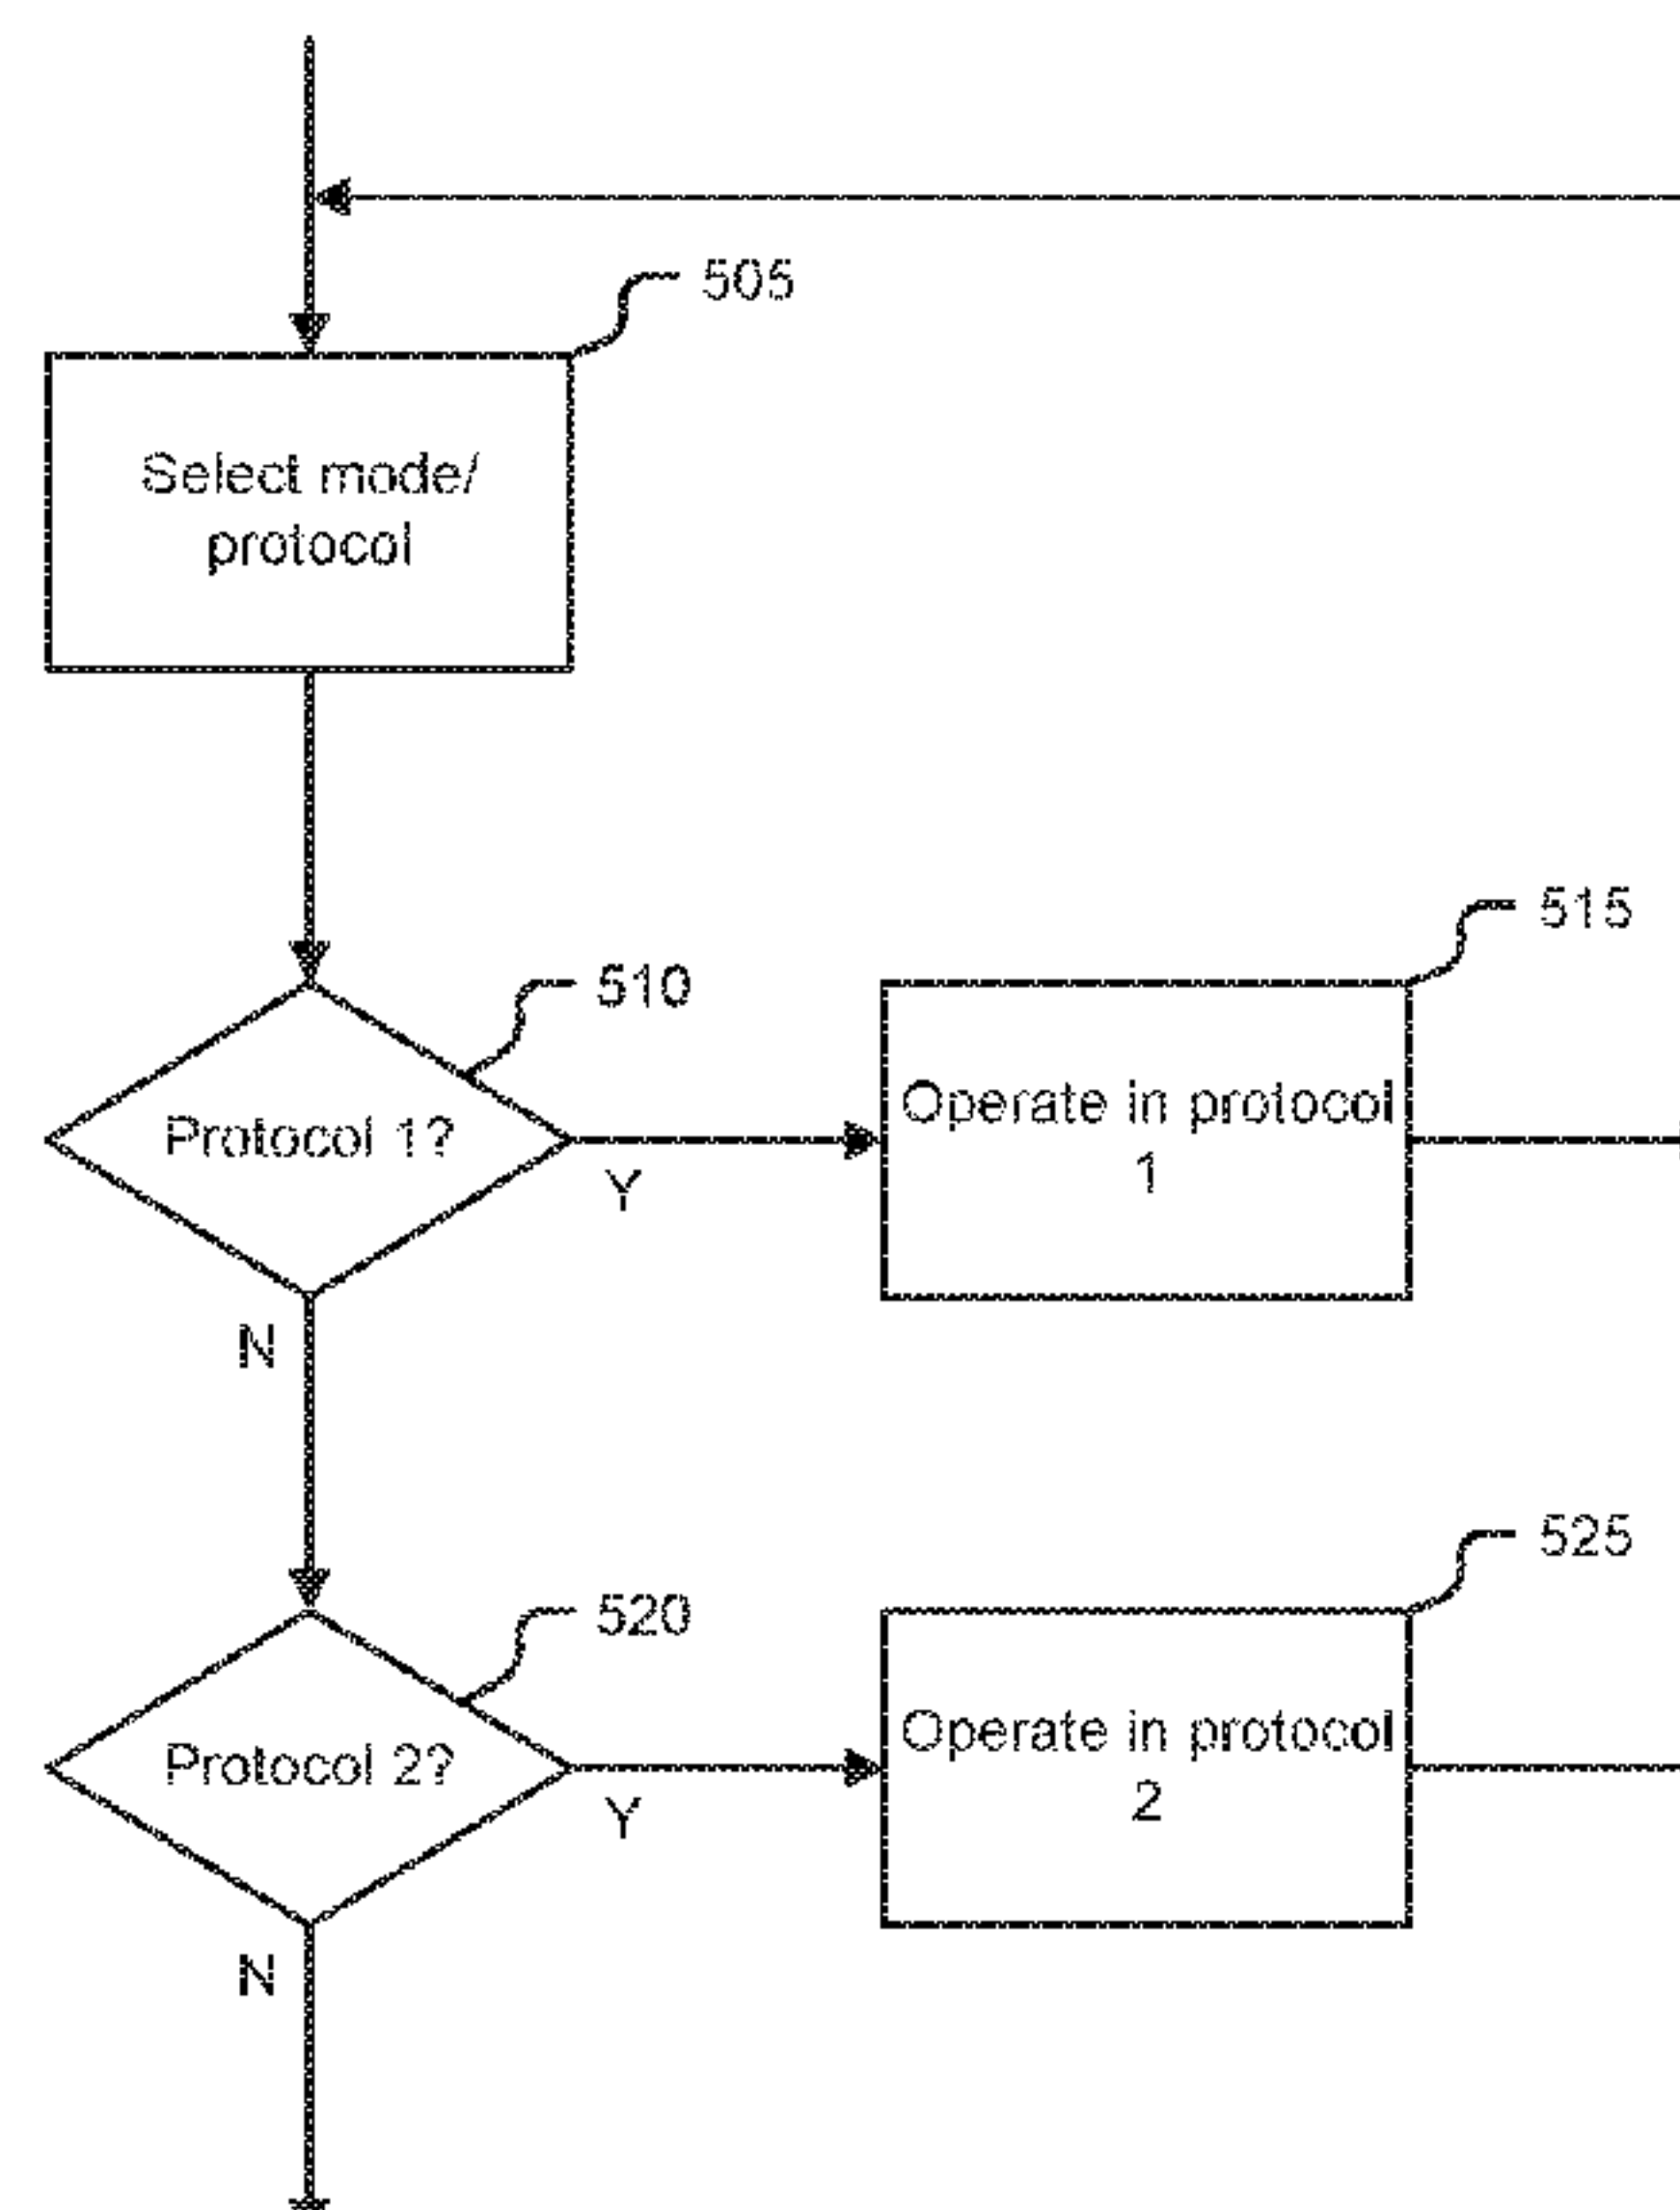 505
Select mode/
protocol
515
510
Protocol 1?
Y
Operate in protocol
1
N
525
520
Protocol 2?
Y
Operate in protocol
2
N